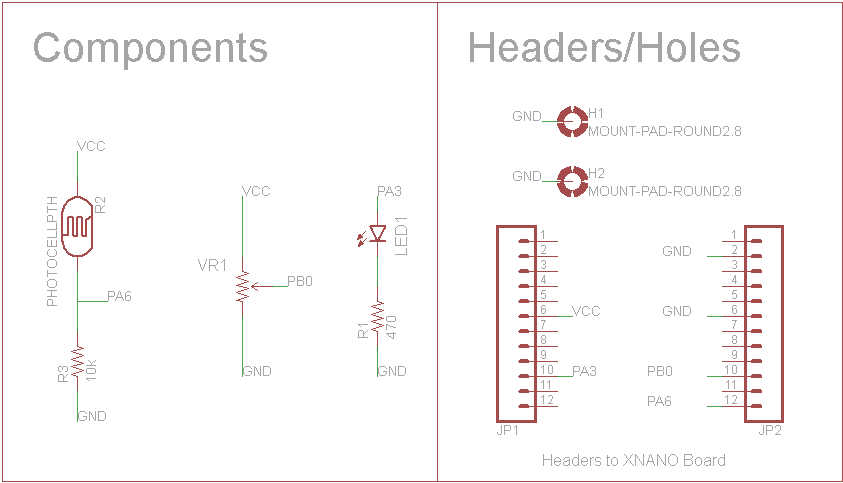 Components
VCC
R2
PHOTOCELLPTH
PA6
R3
10k
GND
VCC
VR1
PB0
GND
PA3
LED1
R1
470
GND
Headers/Holes
GND
H1
MOUNT-PAD-ROUND2.8
GND
H2
MOUNT-PAD-ROUND2.8
1
2
3
4
5
6
VCC
7
8
9
10
PA3
11
12
JP1
1
GND
2
3
4
5
GND
6
7
8
9
PB0
10
11
PA6
12
JP2
Headers to XNANO Board